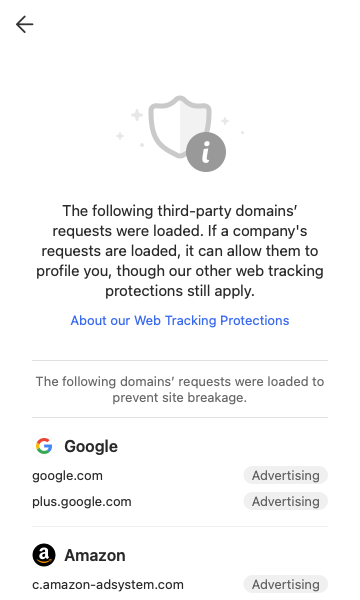 The following third-party domains’
requests were loaded. If a company's
requests are loaded, it can allow them to
profile you, though our other web tracking
protections still apply.
About our Web Tracking Protections
The following domains’ requests were loaded to
prevent site breakage.
Google
google.com Advertising
plus.google.com Advertising
Amazon
c.amazon-adsystem.com Advertising